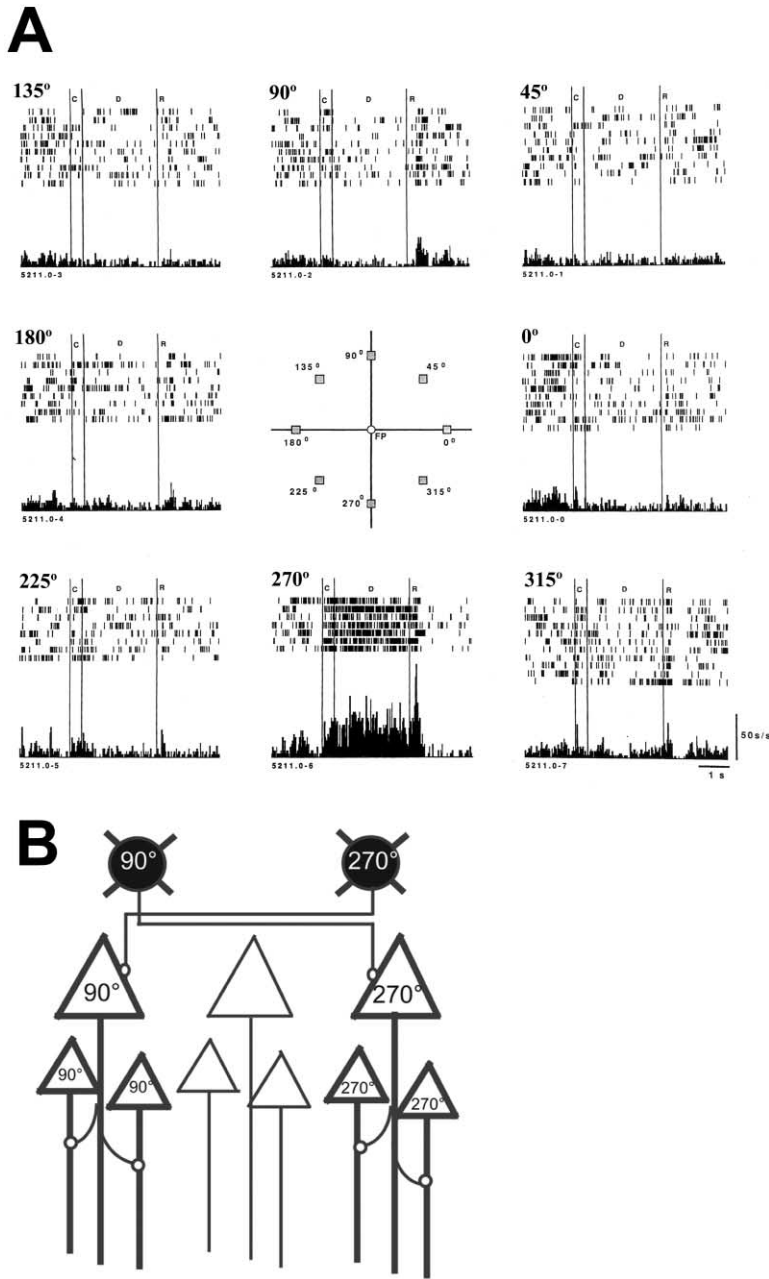 A
135°
C D R
5211.0-3
90°
C D R
5211.0-2
45°
C D R
5211.0-1
180°
C D R
5211.0-4
90°
135°
45°
180°
FP
0°
225°
270°
315°
0°
C D R
5211.0-0
225°
C D R
5211.0-5
270°
C D R
5211.0-6
315°
C D R
5211.0-7
50s/s
1 s
B
90°
270°
90°
270°
90°
90°
270°
270°